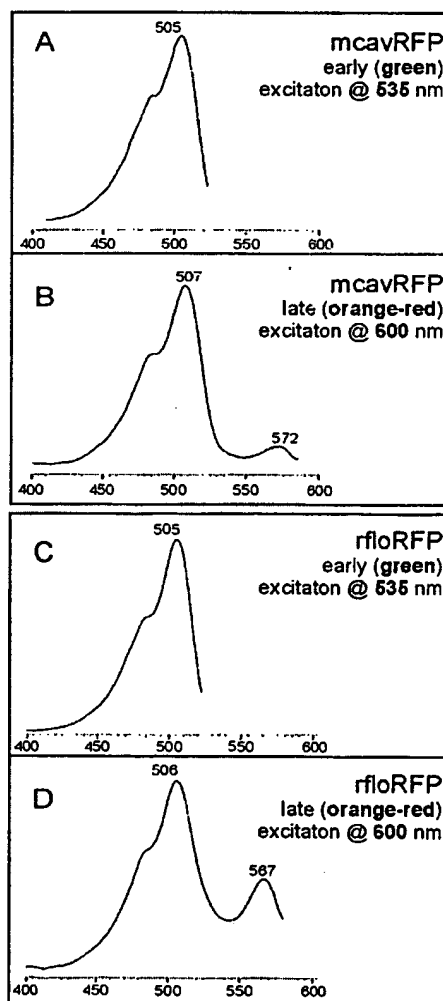 A
505
mcavRFP
early (green)
excitaton @ 535 nm
400 450 500 550 600
B
507
mcavRFP
late (orange-red)
excitaton @ 600 nm
572
400 450 500 550 600
C
505
rfloRFP
early (green)
excitaton @ 535 nm
400 450 500 550 600
D
506
rfloRFP
late (orange-red)
excitaton @ 600 nm
567
400 450 500 550 600